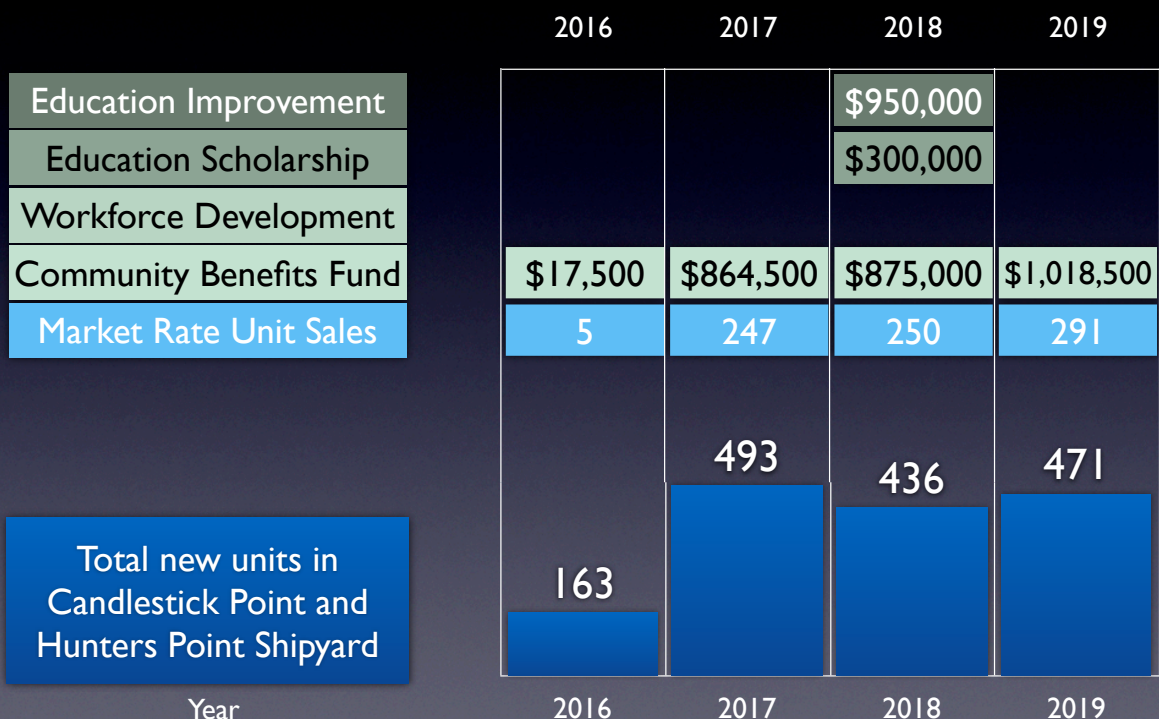 2016 2017 2018 2019
Education Improvement $950,000
Education Scholarship $300,000
Workforce Development
Community Benefits Fund $17,500 $864,500 $875,000 $1,018,500
Market Rate Unit Sales 5 247 250 291
493
436
471
163
Total new units in
Candlestick Point and
Hunters Point Shipyard
Year 2016 2017 2018 2019